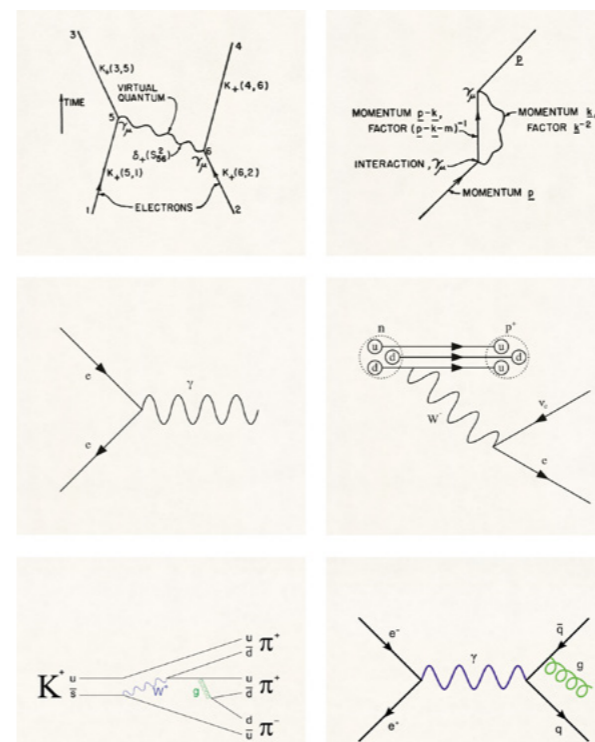 3
4
K₊(3,5)
VIRTUAL
QUANTUM
K₊(4,6)
TIME
5
γμ
δ₊(S²₅₆)
6
γμ
K₊(5,1)
K₊(6,2)
ELECTRONS
1
2
p
γμ
MOMENTUM p-k,
FACTOR (p-k-m)⁻¹
MOMENTUM k,
FACTOR k⁻²
INTERACTION, γμ
MOMENTUM p
e
γ
e
n
p⁺
u
u
d
d
d
u
W⁻
e
K⁺
u
s̅
W⁺
g
u
d̅
π⁺
u
d̅
π⁺
d
u̅
π⁻
e⁻
q̅
γ
g
e⁺
q